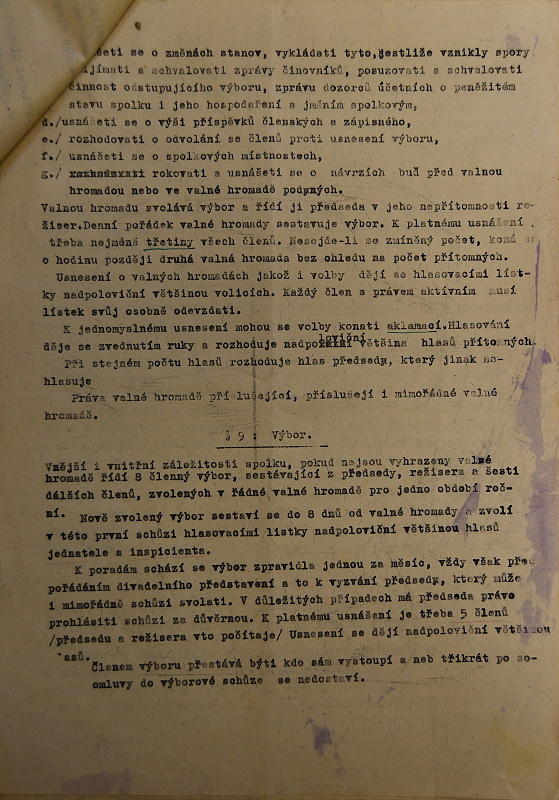 šeti se o změnách stanov, vykládati tyto,jestliže vznikly spory
jímati a schvalovati zprávy činovníků, posuzovati a schvalovati
činnost odstupujícího výboru, zprávu dozorců účetních o peněžitém
stavu spolku i jeho hospodaření s jměním spolkovým,
d./usnášeti se o výši příspěvků členských a zápisného,
e./ rozhodovati o odvolání se členů proti usnesení výboru,
f./ usnášeti se o spolkových místnostech,
g./ rokovati a usnášeti se o návrzích buď před valnou
hromadou nebo ve valné hromadě podaných.
Valnou hromadu svolává výbor a řídí ji předseda v jeho nepřítomnosti re-
žiser.Denní pořádek valné hromady sestavuje výbor. K platnému usnášení
třeba nejméně třetiny všech členů. Nesejde-li se zmíněný počet, koná se
o hodinu později druhá valná hromada bez ohledu na počet přítomných.
Usnesení o valných hromadách jakož i volby dějí se hlasovacími líst-
ky nadpoloviční většinou volicích. Každý člen s právem aktivním musí
lístek svůj osobně odevzdati.
K jednomyslnému usnesení mohou se volby konati aklamací.Hlasování
děje se zvednutím ruky a rozhoduje nadpoloviční většina hlasů přítomných
Při stejném počtu hlasů rozhoduje hlas předsedy, který jinak ne-
hlasuje
Práva valné hromadě příslušející, příslušejí i mimořádné valné
hromadě.
§ 9 : Výbor.
Vnější i vnitřní záležitosti spolku, pokud nejsou vyhrazeny valné
hromadě řídí 8 členný výbor, sestávající z předsedy, režisera a šesti
dálších členů, zvolených v řádné valné hromadě pro jedno období roč-
ní.
Nově zvolený výbor sestaví se do 8 dnů od valné hromady a zvolí
v této první schůzi hlasovacími lístky nadpoloviční většinou hlasů
jednatele a inspicienta.
K poradám schází se výbor zpravidla jednou za měsíc, vždy však před
pořádáním divadelního představení a to k vyzvání předsedy, který může
i mimořádně schůzi svolati. V důležitých případech má předseda právo
prohlásiti schůzi za důvěrnou. K platnému usnášení je třeba 5 členů
/předsedu a režisera vto počítaje/ Usnesení se dějí nadpoloviční většinou
asů.
Členem výboru přestává býti kdo sám vystoupí a neb třikrát po so-
omluvy do výborové schůze se nedostaví.